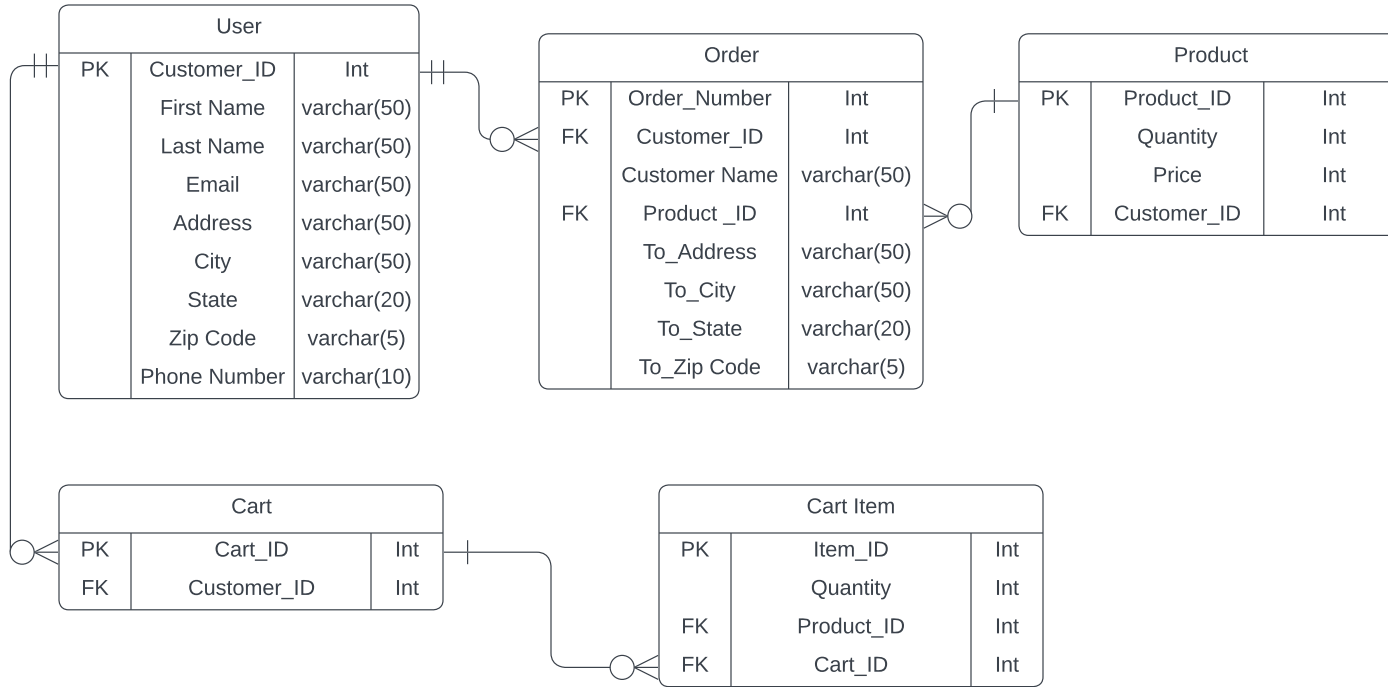 User
PK Customer_ID Int
First Name varchar(50)
Last Name varchar(50)
Email varchar(50)
Address varchar(50)
City varchar(50)
State varchar(20)
Zip Code varchar(5)
Phone Number varchar(10)
Order
PK Order_Number Int
FK Customer_ID Int
Customer Name varchar(50)
FK Product _ID Int
To_Address varchar(50)
To_City varchar(50)
To_State varchar(20)
To_Zip Code varchar(5)
Product
PK Product_ID Int
Quantity Int
Price Int
FK Customer_ID Int
Cart
PK Cart_ID Int
FK Customer_ID Int
Cart Item
PK Item_ID Int
Quantity Int
FK Product_ID Int
FK Cart_ID Int